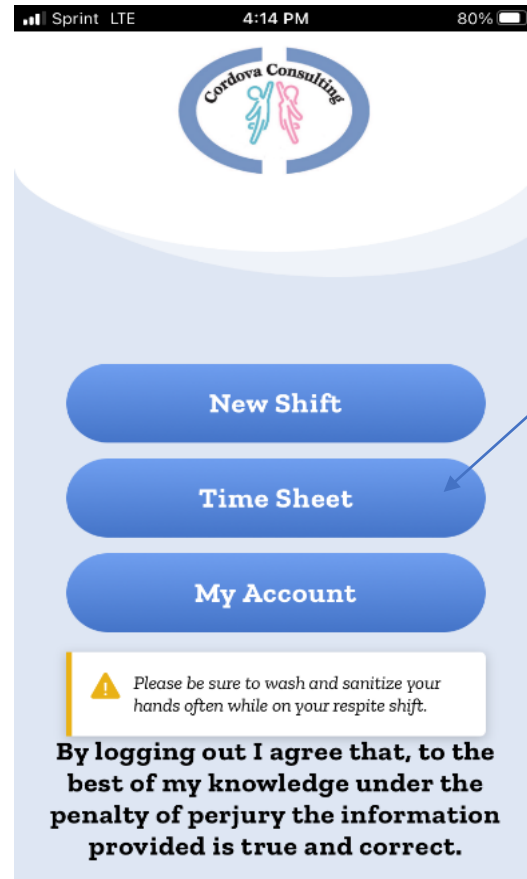 Sprint LTE 4:14 PM 80%
Cordova Consulting
New Shift
Time Sheet
My Account
Please be sure to wash and sanitize your
hands often while on your respite shift.
By logging out I agree that, to the
best of my knowledge under the
penalty of perjury the information
provided is true and correct.